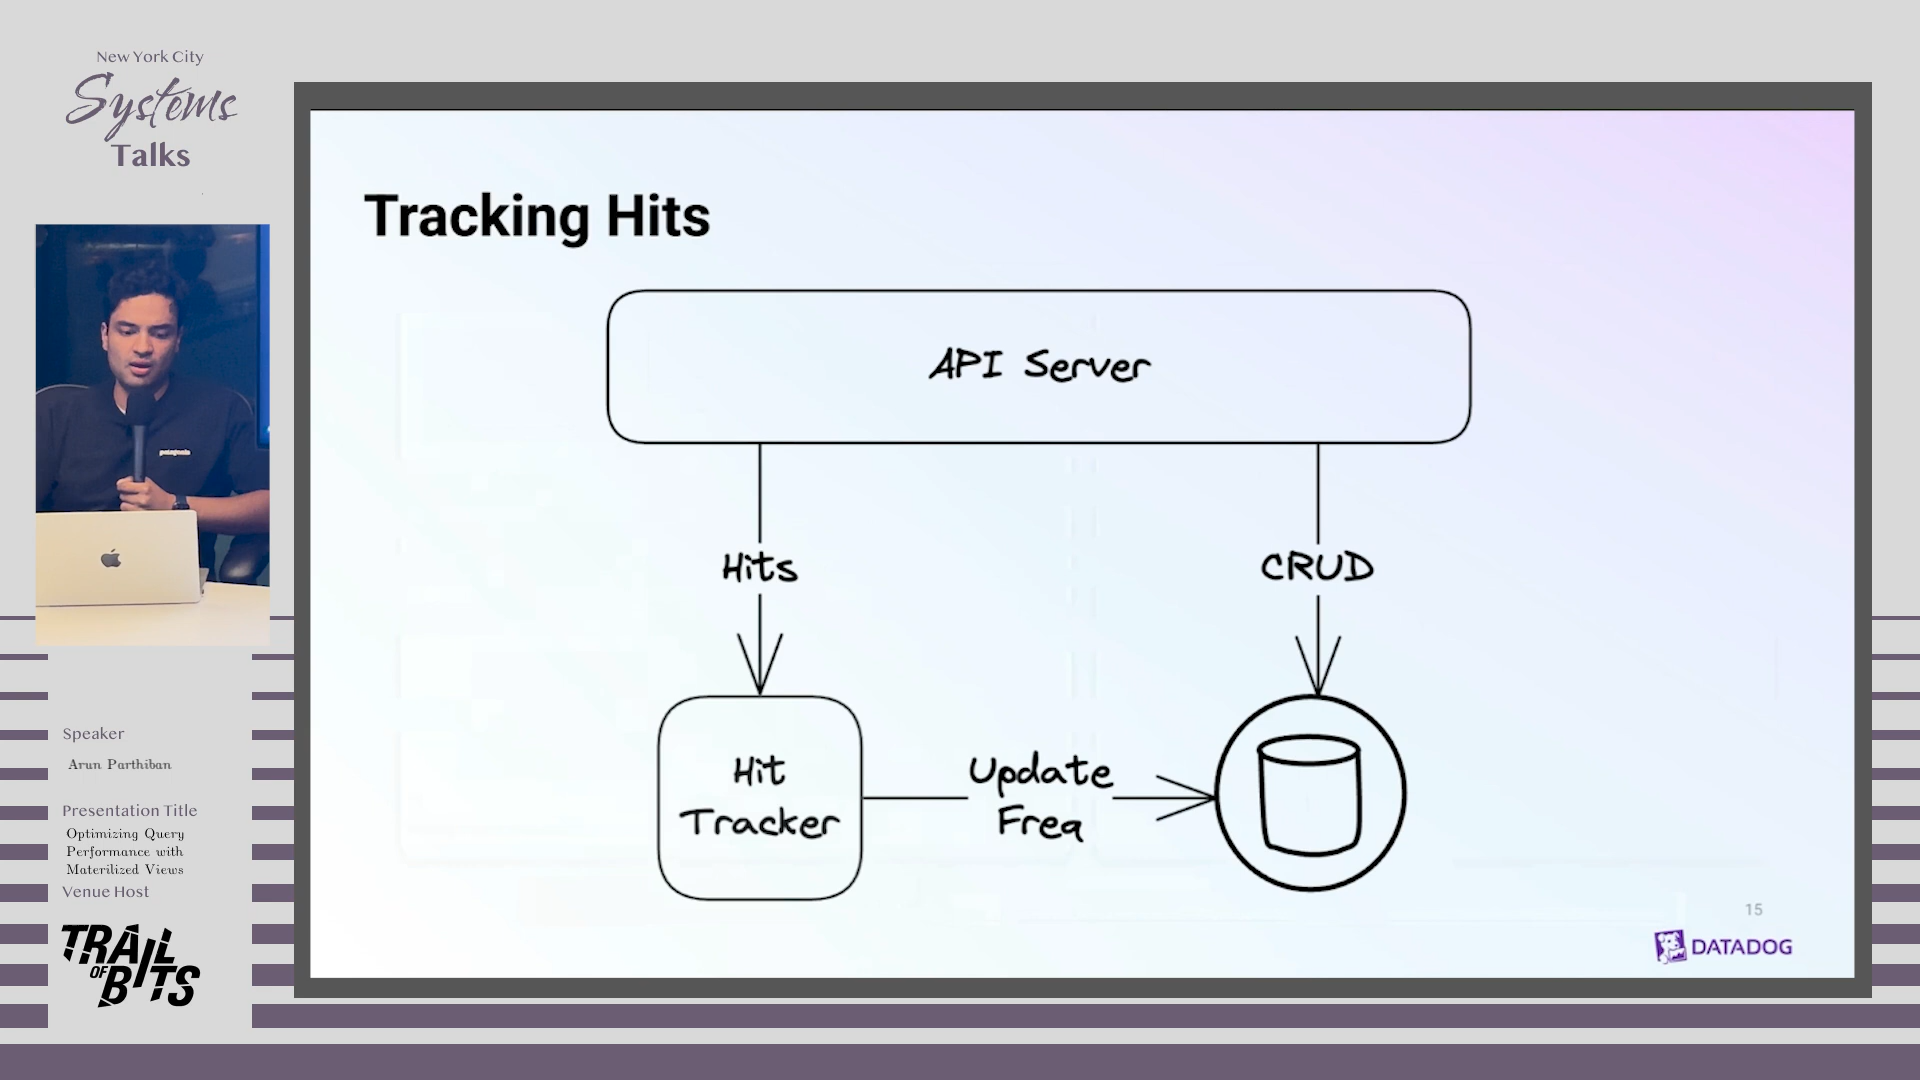 New York City
Systems
Talks
patagonia
Speaker
Arun Parthiban
Presentation Title
Optimizing Query
Performance with
Materilized Views
Venue Host
TRAIL
OF
BITS
Tracking Hits
API Server
Hits
CRUD
Hit
Tracker
Update
Freq
15
DATADOG